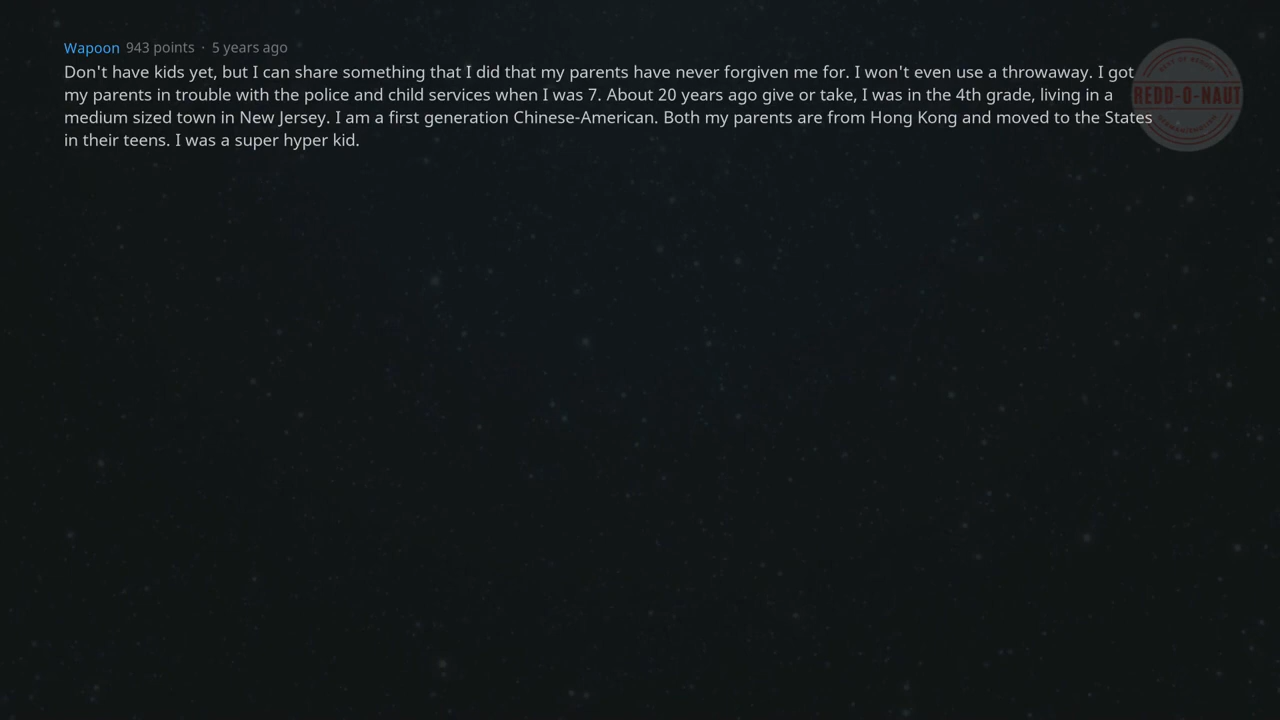 Wapoon 943 points · 5 years ago
Don't have kids yet, but I can share something that I did that my parents have never forgiven me for. I won't even use a throwaway. I got
my parents in trouble with the police and child services when I was 7. About 20 years ago give or take, I was in the 4th grade, living in a
medium sized town in New Jersey. I am a first generation Chinese-American. Both my parents are from Hong Kong and moved to the States
in their teens. I was a super hyper kid.
BEST OF REDDIT
REDD-O-NAUT